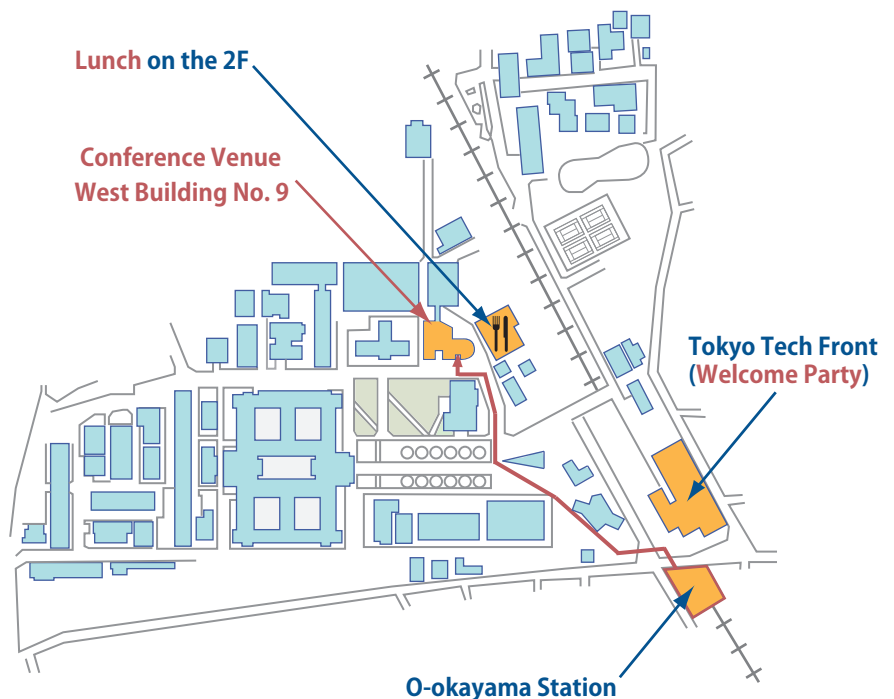 Lunch on the 2F
Conference Venue
West Building No. 9
Tokyo Tech Front
(Welcome Party)
O-okayama Station